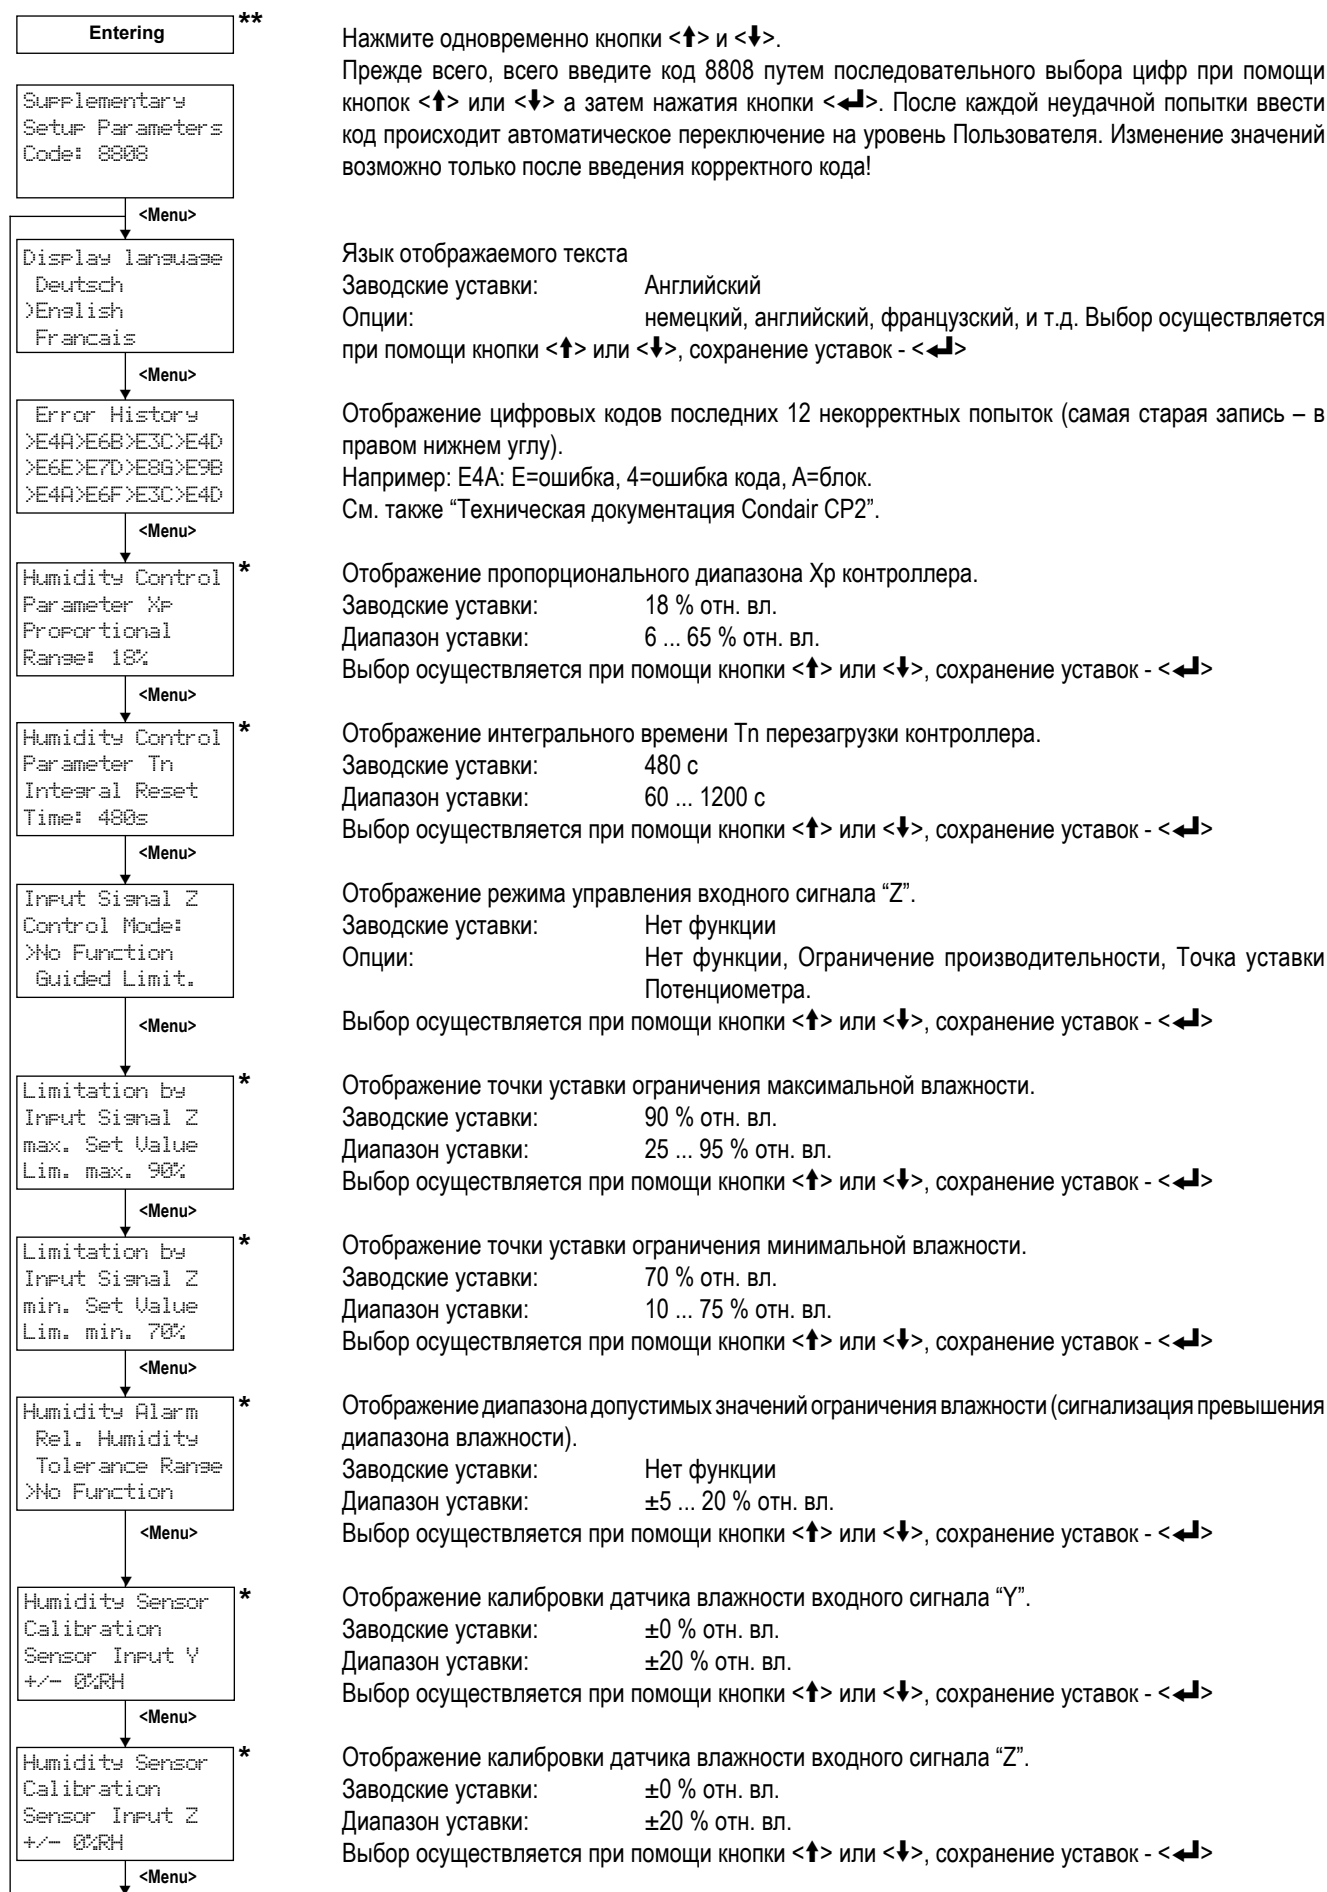 Entering **
Нажмите одновременно кнопки <⬆> и <⬇>.
Прежде всего, всего введите код 8808 путем последовательного выбора цифр при помощи
кнопок <⬆> или <⬇> а затем нажатия кнопки <↵>. После каждой неудачной попытки ввести
код происходит автоматическое переключение на уровень Пользователя. Изменение значений
возможно только после введения корректного кода!
Supplementary
Setup Parameters
Code: 8808
<Menu>
Display language
Deutsch
>English
Francais
Язык отображаемого текста
Заводские уставки: Английский
Опции: немецкий, английский, французский, и т.д. Выбор осуществляется
при помощи кнопки <⬆> или <⬇>, сохранение уставок - <↵>
<Menu>
Error History
>E4A>E6B>E3C>E4D
>E6E>E7D>E8G>E9B
>E4A>E6F>E3C>E4D
Отображение цифровых кодов последних 12 некорректных попыток (самая старая запись – в
правом нижнем углу).
Например: E4A: E=ошибка, 4=ошибка кода, A=блок.
См. также “Техническая документация Condair CP2”.
<Menu>
Humidity Control *
Parameter Xp
Proportional
Range: 18%
Отображение пропорционального диапазона Xp контроллера.
Заводские уставки: 18 % отн. вл.
Диапазон уставки: 6 ... 65 % отн. вл.
Выбор осуществляется при помощи кнопки <⬆> или <⬇>, сохранение уставок - <↵>
<Menu>
Humidity Control *
Parameter Tn
Integral Reset
Time: 480s
Отображение интегрального времени Tn перезагрузки контроллера.
Заводские уставки: 480 с
Диапазон уставки: 60 ... 1200 с
Выбор осуществляется при помощи кнопки <⬆> или <⬇>, сохранение уставок - <↵>
<Menu>
Input Signal Z
Control Mode:
>No Function
Guided Limit.
Отображение режима управления входного сигнала “Z”.
Заводские уставки: Нет функции
Опции: Нет функции, Ограничение производительности, Точка уставки
Потенциометра.
Выбор осуществляется при помощи кнопки <⬆> или <⬇>, сохранение уставок - <↵>
<Menu>
Limitation by *
Input Signal Z
max. Set Value
Lim. max. 90%
Отображение точки уставки ограничения максимальной влажности.
Заводские уставки: 90 % отн. вл.
Диапазон уставки: 25 ... 95 % отн. вл.
Выбор осуществляется при помощи кнопки <⬆> или <⬇>, сохранение уставок - <↵>
<Menu>
Limitation by *
Input Signal Z
min. Set Value
Lim. min. 70%
Отображение точки уставки ограничения минимальной влажности.
Заводские уставки: 70 % отн. вл.
Диапазон уставки: 10 ... 75 % отн. вл.
Выбор осуществляется при помощи кнопки <⬆> или <⬇>, сохранение уставок - <↵>
<Menu>
Humidity Alarm *
Rel. Humidity
Tolerance Range
>No Function
Отображение диапазона допустимых значений ограничения влажности (сигнализация превышения
диапазона влажности).
Заводские уставки: Нет функции
Диапазон уставки: ±5 ... 20 % отн. вл.
Выбор осуществляется при помощи кнопки <⬆> или <⬇>, сохранение уставок - <↵>
<Menu>
Humidity Sensor *
Calibration
Sensor Input Y
+/- 0%RH
Отображение калибровки датчика влажности входного сигнала “Y”.
Заводские уставки: ±0 % отн. вл.
Диапазон уставки: ±20 % отн. вл.
Выбор осуществляется при помощи кнопки <⬆> или <⬇>, сохранение уставок - <↵>
<Menu>
Humidity Sensor *
Calibration
Sensor Input Z
+/- 0%RH
Отображение калибровки датчика влажности входного сигнала “Z”.
Заводские уставки: ±0 % отн. вл.
Диапазон уставки: ±20 % отн. вл.
Выбор осуществляется при помощи кнопки <⬆> или <⬇>, сохранение уставок - <↵>
<Menu>